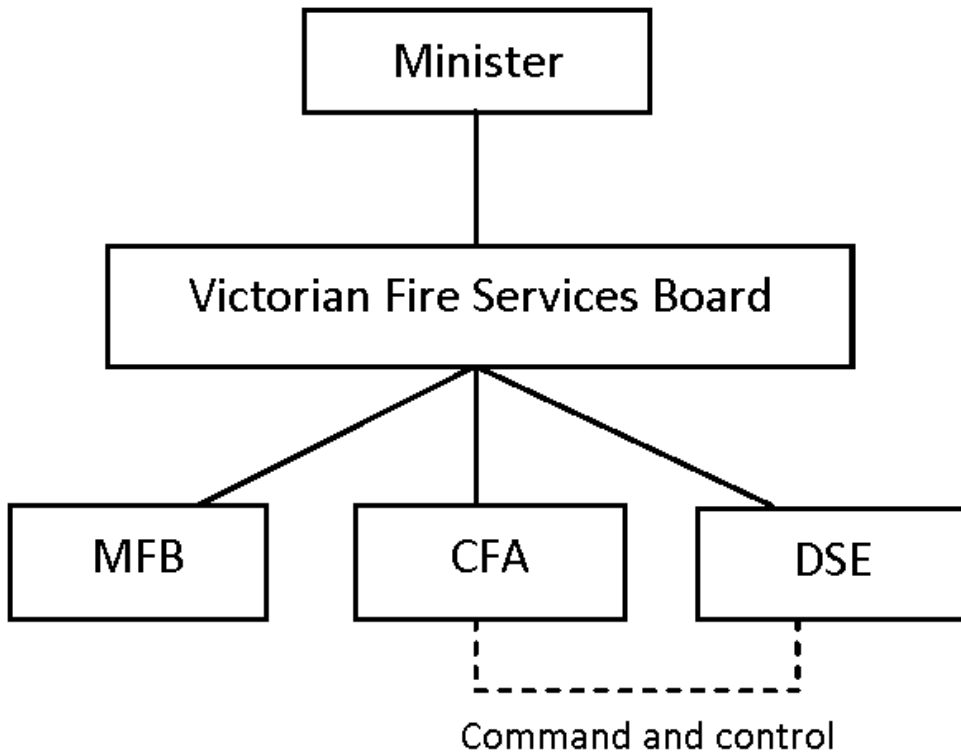 Minister
Victorian Fire Services Board
MFB
CFA
DSE
Command and control